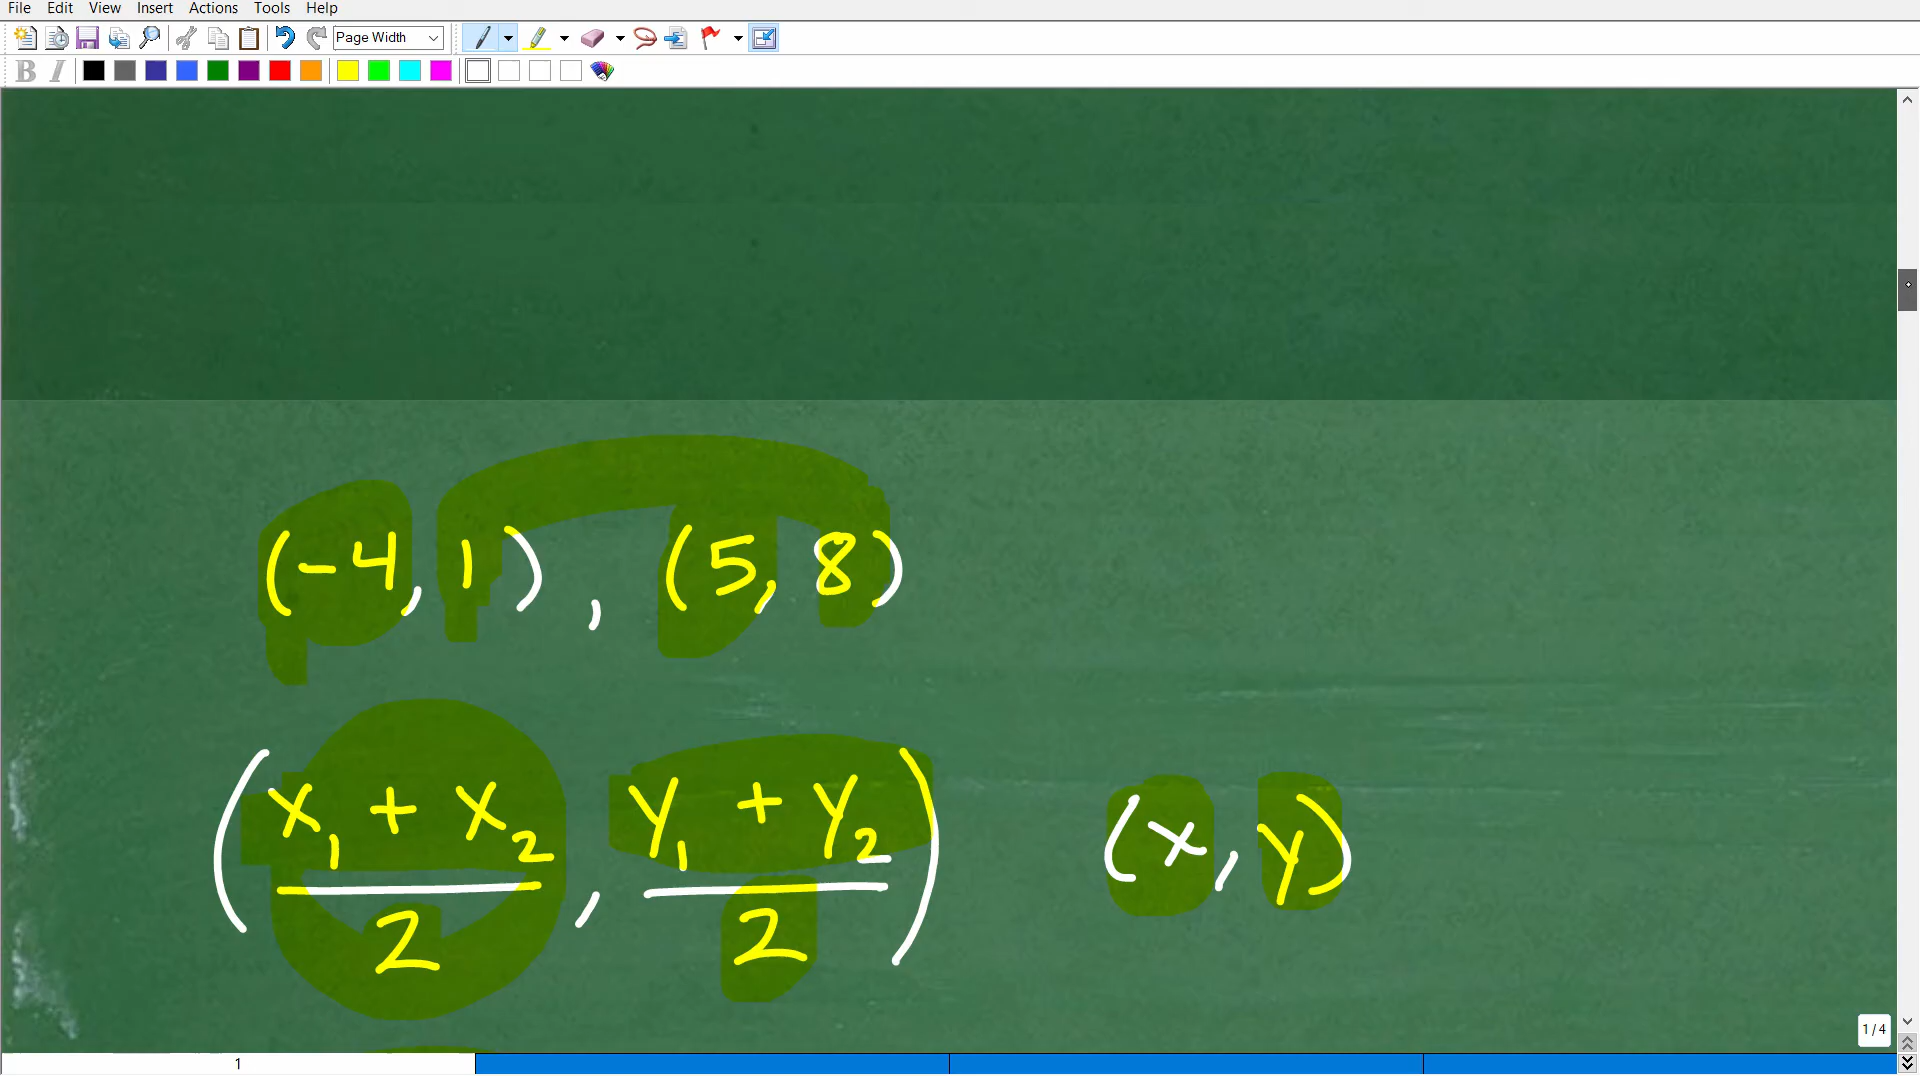 File Edit View Insert Actions Tools Help
Page Width
B I
(-4, 1), (5, 8)
(x₁ + x₂ / 2, y₁ + y₂ / 2) (x, y)
1 / 4
1